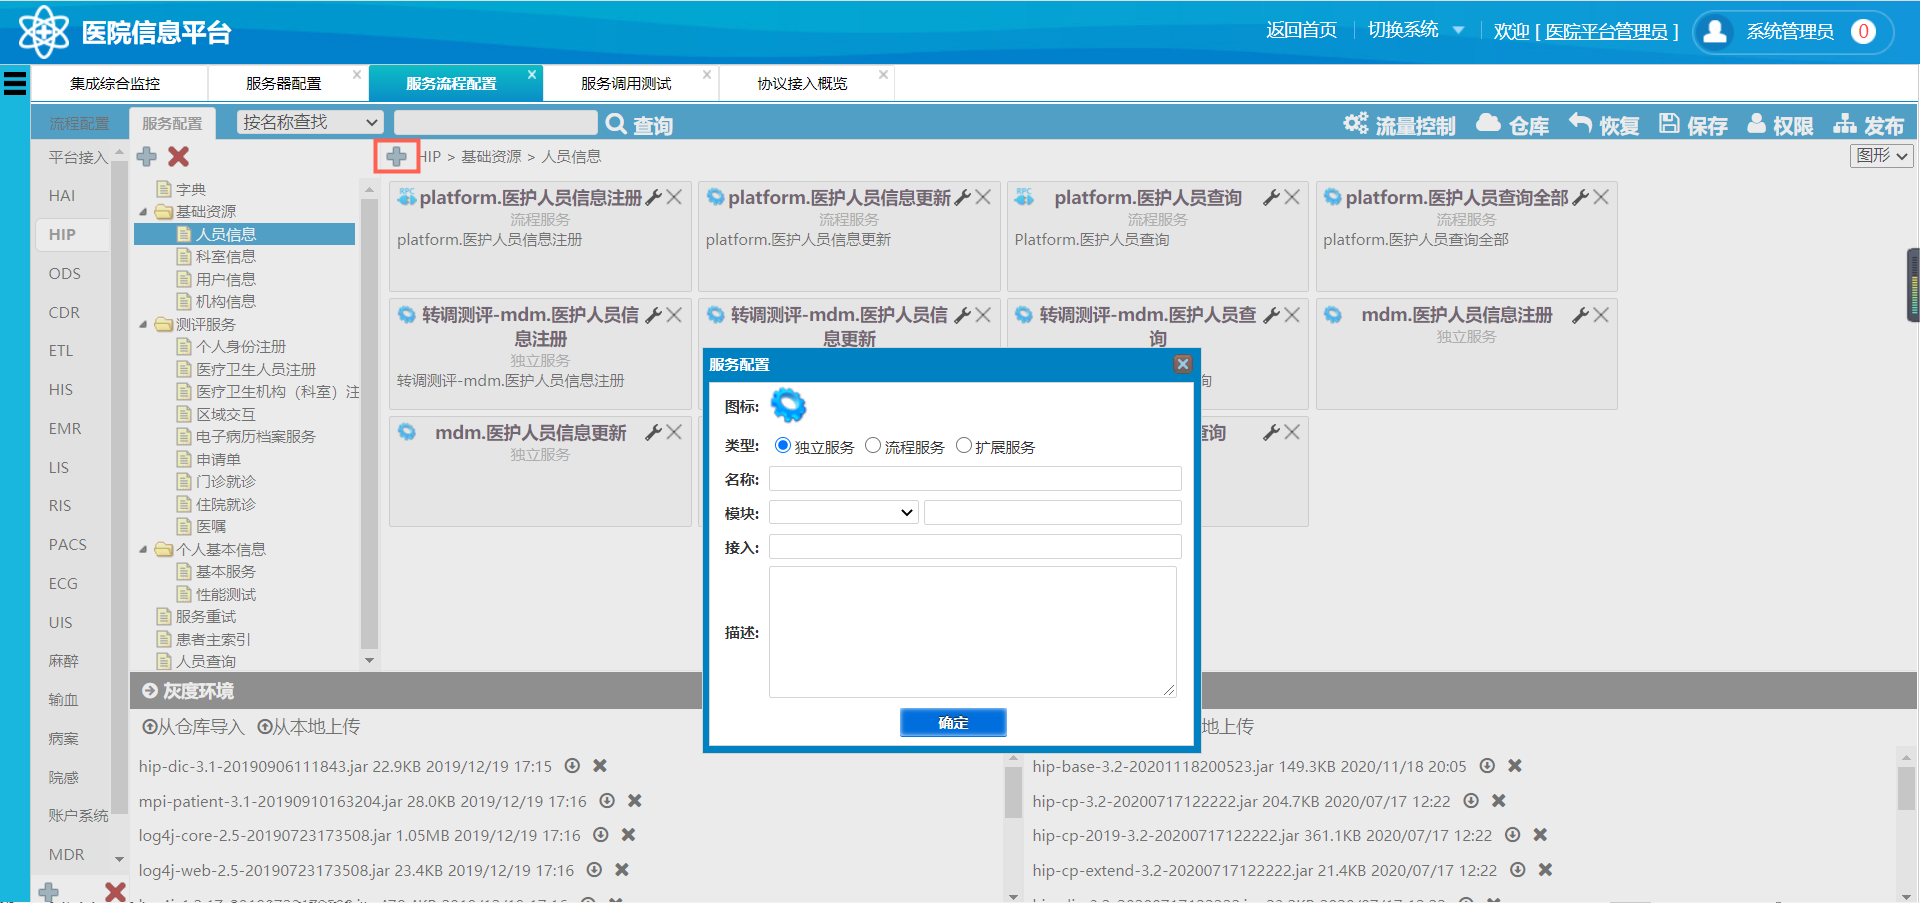 医院信息平台
返回首页
切换系统
欢迎 [ 医院平台管理员 ]
系统管理员
0
集成综合监控
服务器配置
服务流程配置
服务调用测试
协议接入概览
流程配置
服务配置
按名称查找
查询
流量控制
仓库
恢复
保存
权限
发布
HIP > 基础资源 > 人员信息
图形
平台接入
HAI
HIP
ODS
CDR
ETL
HIS
EMR
LIS
RIS
PACS
ECG
UIS
麻醉
输血
病案
院感
账户系统
MDR
字典
基础资源
人员信息
科室信息
用户信息
机构信息
测评服务
个人身份注册
医疗卫生人员注册
医疗卫生机构（科室）注
区域交互
电子病历档案服务
申请单
门诊就诊
住院就诊
医嘱
个人基本信息
基本服务
性能测试
服务重试
患者主索引
人员查询
platform.医护人员信息注册
流程服务
platform.医护人员信息注册
platform.医护人员信息更新
流程服务
platform.医护人员信息更新
platform.医护人员查询
流程服务
Platform.医护人员查询
platform.医护人员查询全部
流程服务
platform.医护人员查询全部
转调测评-mdm.医护人员信
息注册
独立服务
转调测评-mdm.医护人员信息注册
转调测评-mdm.医护人员信
息更新
转调测评-mdm.医护人员查
询
询
mdm.医护人员信息注册
独立服务
mdm.医护人员信息更新
独立服务
查询
服务配置
图标:
类型:
独立服务
流程服务
扩展服务
名称:
模块:
接入:
描述:
确定
灰度环境
从仓库导入
从本地上传
地上传
hip-dic-3.1-20190906111843.jar 22.9KB 2019/12/19 17:15
mpi-patient-3.1-20190910163204.jar 28.0KB 2019/12/19 17:16
log4j-core-2.5-20190723173508.jar 1.05MB 2019/12/19 17:16
log4j-web-2.5-20190723173508.jar 23.4KB 2019/12/19 17:16
hip-base-3.2-20201118200523.jar 149.3KB 2020/11/18 20:05
hip-cp-3.2-20200717122222.jar 204.7KB 2020/07/17 12:22
hip-cp-2019-3.2-20200717122222.jar 361.1KB 2020/07/17 12:22
hip-cp-extend-3.2-20200717122222.jar 21.4KB 2020/07/17 12:22